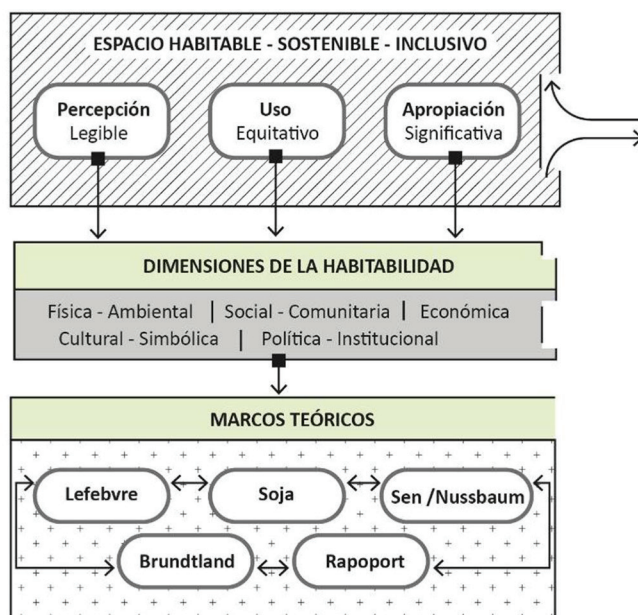 ESPACIO HABITABLE - SOSTENIBLE - INCLUSIVO
Percepción
Legible
Uso
Equitativo
Apropiación
Significativa
DIMENSIONES DE LA HABITABILIDAD
Física - Ambiental | Social - Comunitaria | Económica
Cultural - Simbólica | Política - Institucional
MARCOS TEÓRICOS
Lefebvre
Soja
Sen /Nussbaum
Brundtland
Rapoport